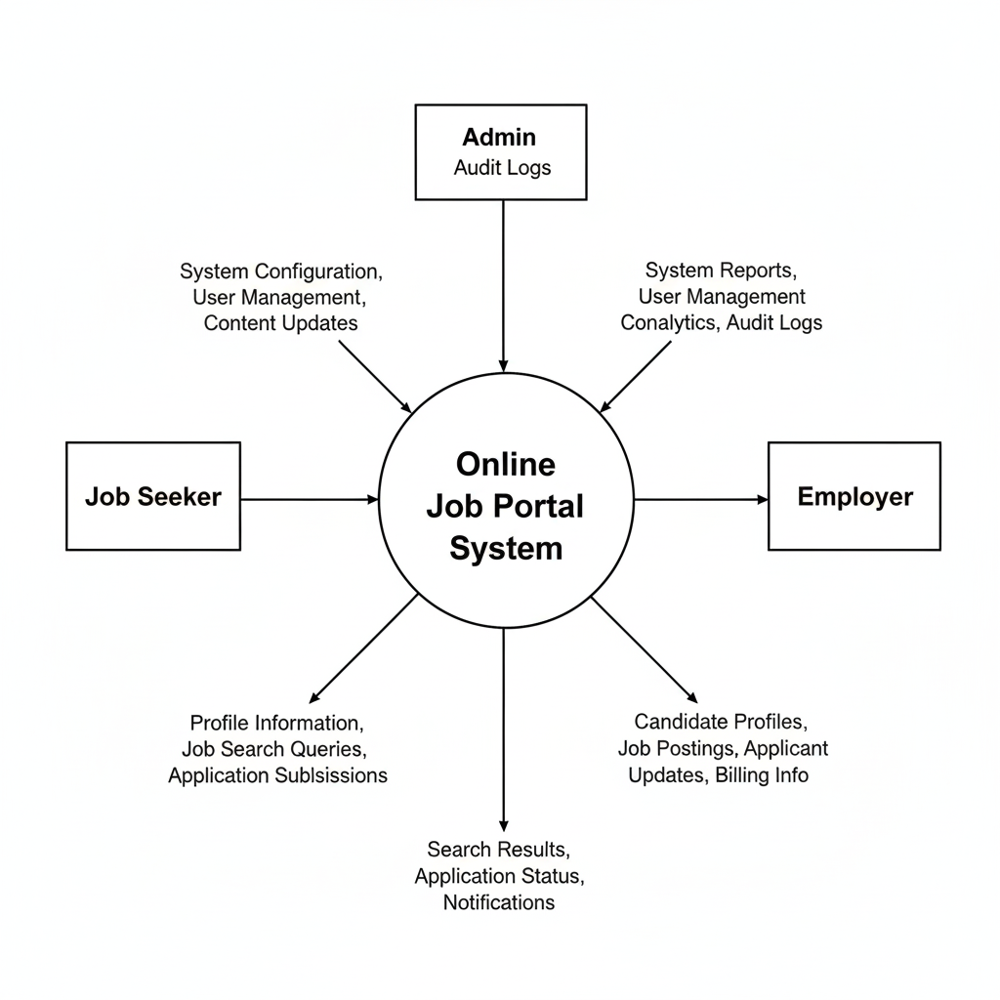 Admin
Audit Logs
System Configuration,
User Management,
Content Updates
System Reports,
User Management
Conalytics, Audit Logs
Job Seeker
Online
Job Portal
System
Employer
Profile Information,
Job Search Queries,
Application Sublsissions
Candidate Profiles,
Job Postings, Applicant
Updates, Billing Info
Search Results,
Application Status,
Notifications